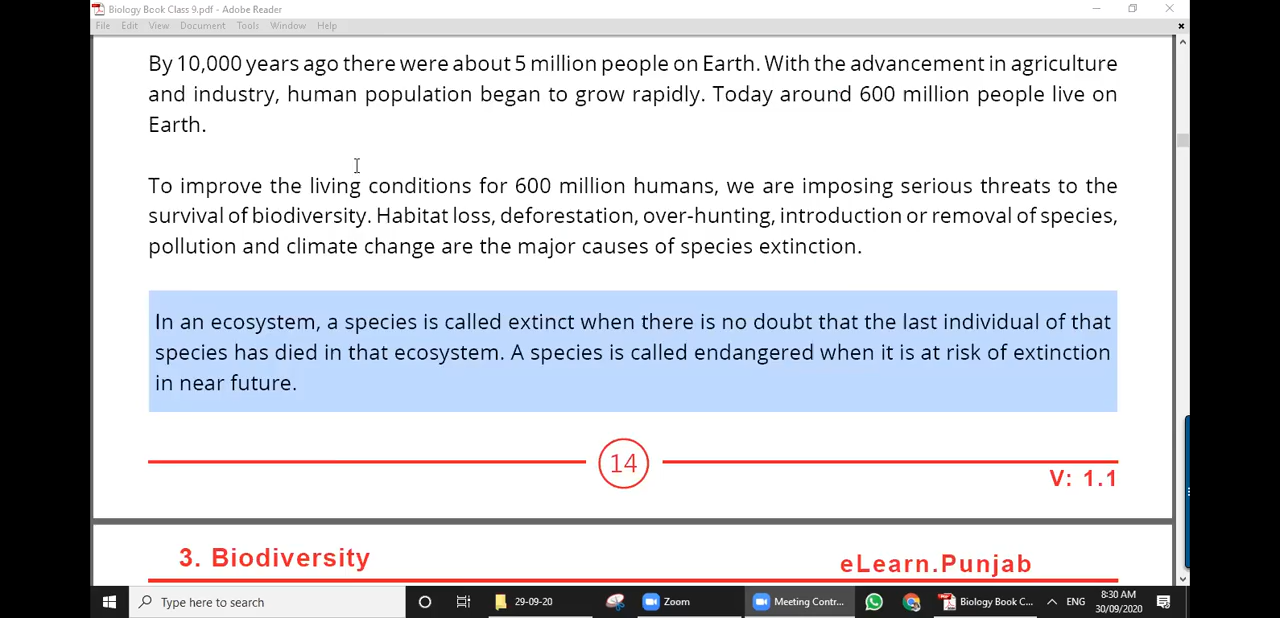 Biology Book Class 9.pdf - Adobe Reader
File Edit View Document Tools Window Help
By 10,000 years ago there were about 5 million people on Earth. With the advancement in agriculture
and industry, human population began to grow rapidly. Today around 600 million people live on
Earth.
To improve the living conditions for 600 million humans, we are imposing serious threats to the
survival of biodiversity. Habitat loss, deforestation, over-hunting, introduction or removal of species,
pollution and climate change are the major causes of species extinction.
In an ecosystem, a species is called extinct when there is no doubt that the last individual of that
species has died in that ecosystem. A species is called endangered when it is at risk of extinction
in near future.
14
V: 1.1
3. Biodiversity
eLearn.Punjab
Type here to search
29-09-20
Zoom
Meeting Contr...
Biology Book C...
ENG
8:30 AM
30/09/2020